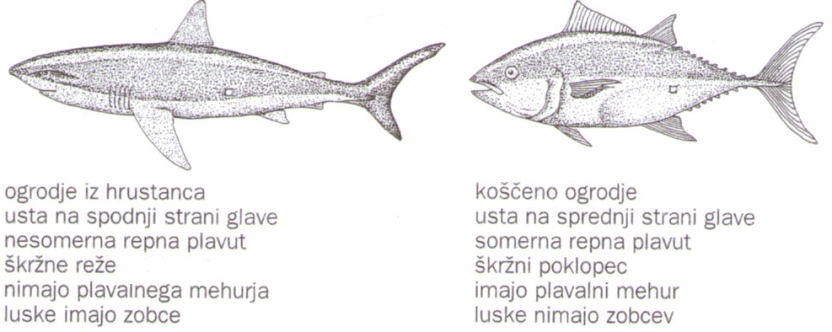 ogrodje iz hrustanca
usta na spodnji strani glave
nesomerna repna plavut
škržne reže
nimajo plavalnega mehurja
luske imajo zobce
koščeno ogrodje
usta na sprednji strani glave
somerna repna plavut
škržni poklopec
imajo plavalni mehur
luske nimajo zobcev